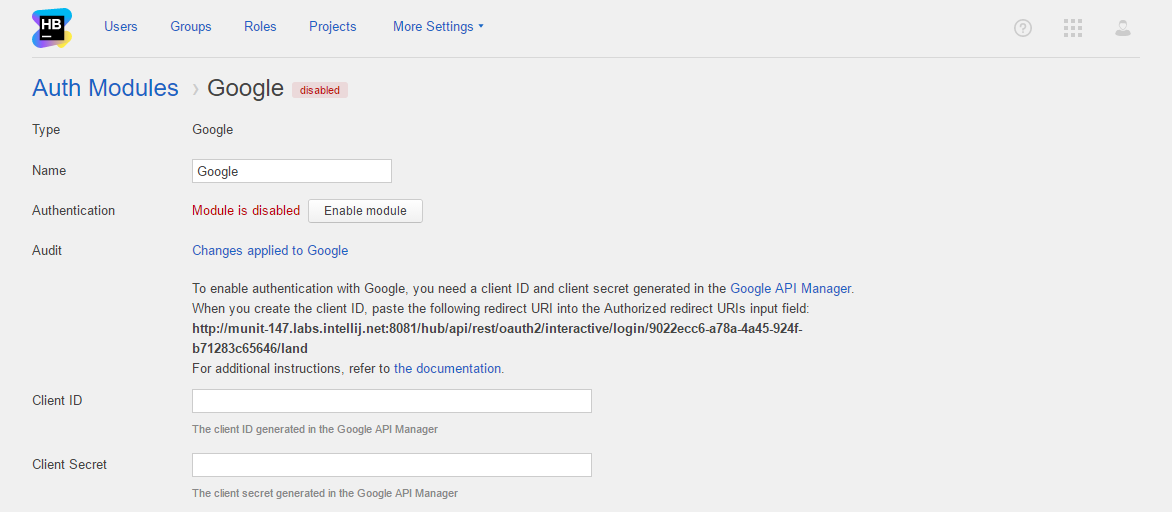 HB
Users Groups Roles Projects More Settings
?
Auth Modules › Google disabled
Type Google
Name Google
Authentication Module is disabled Enable module
Audit Changes applied to Google
To enable authentication with Google, you need a client ID and client secret generated in the Google API Manager.
When you create the client ID, paste the following redirect URI into the Authorized redirect URIs input field:
http://munit-147.labs.intellij.net:8081/hub/api/rest/oauth2/interactive/login/9022ecc6-a78a-4a45-924f-
b71283c65646/land
For additional instructions, refer to the documentation.
Client ID
The client ID generated in the Google API Manager
Client Secret
The client secret generated in the Google API Manager